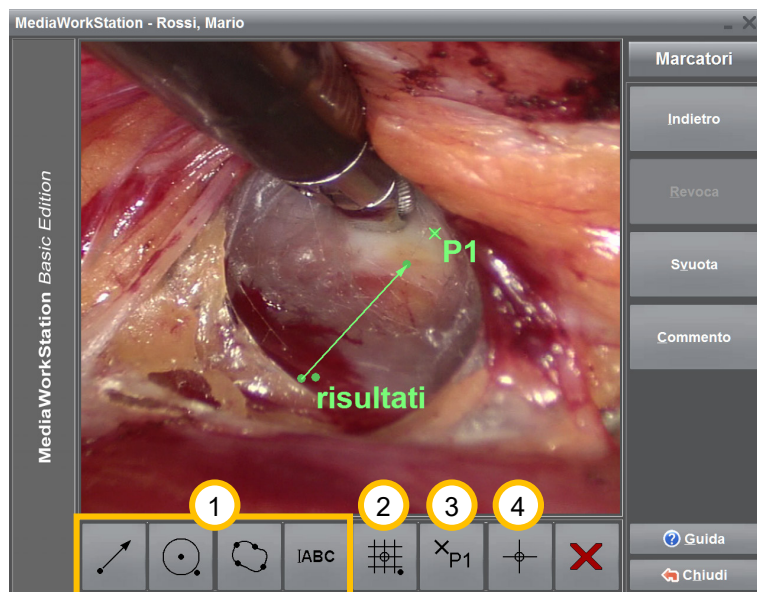 MediaWorkStation - Rossi, Mario
Marcatori
Indietro
Revoca
Svuota
Commento
MediaWorkStation Basic Edition
P1
risultati
1
2
3
4
ABC
P1
Guida
Chiudi